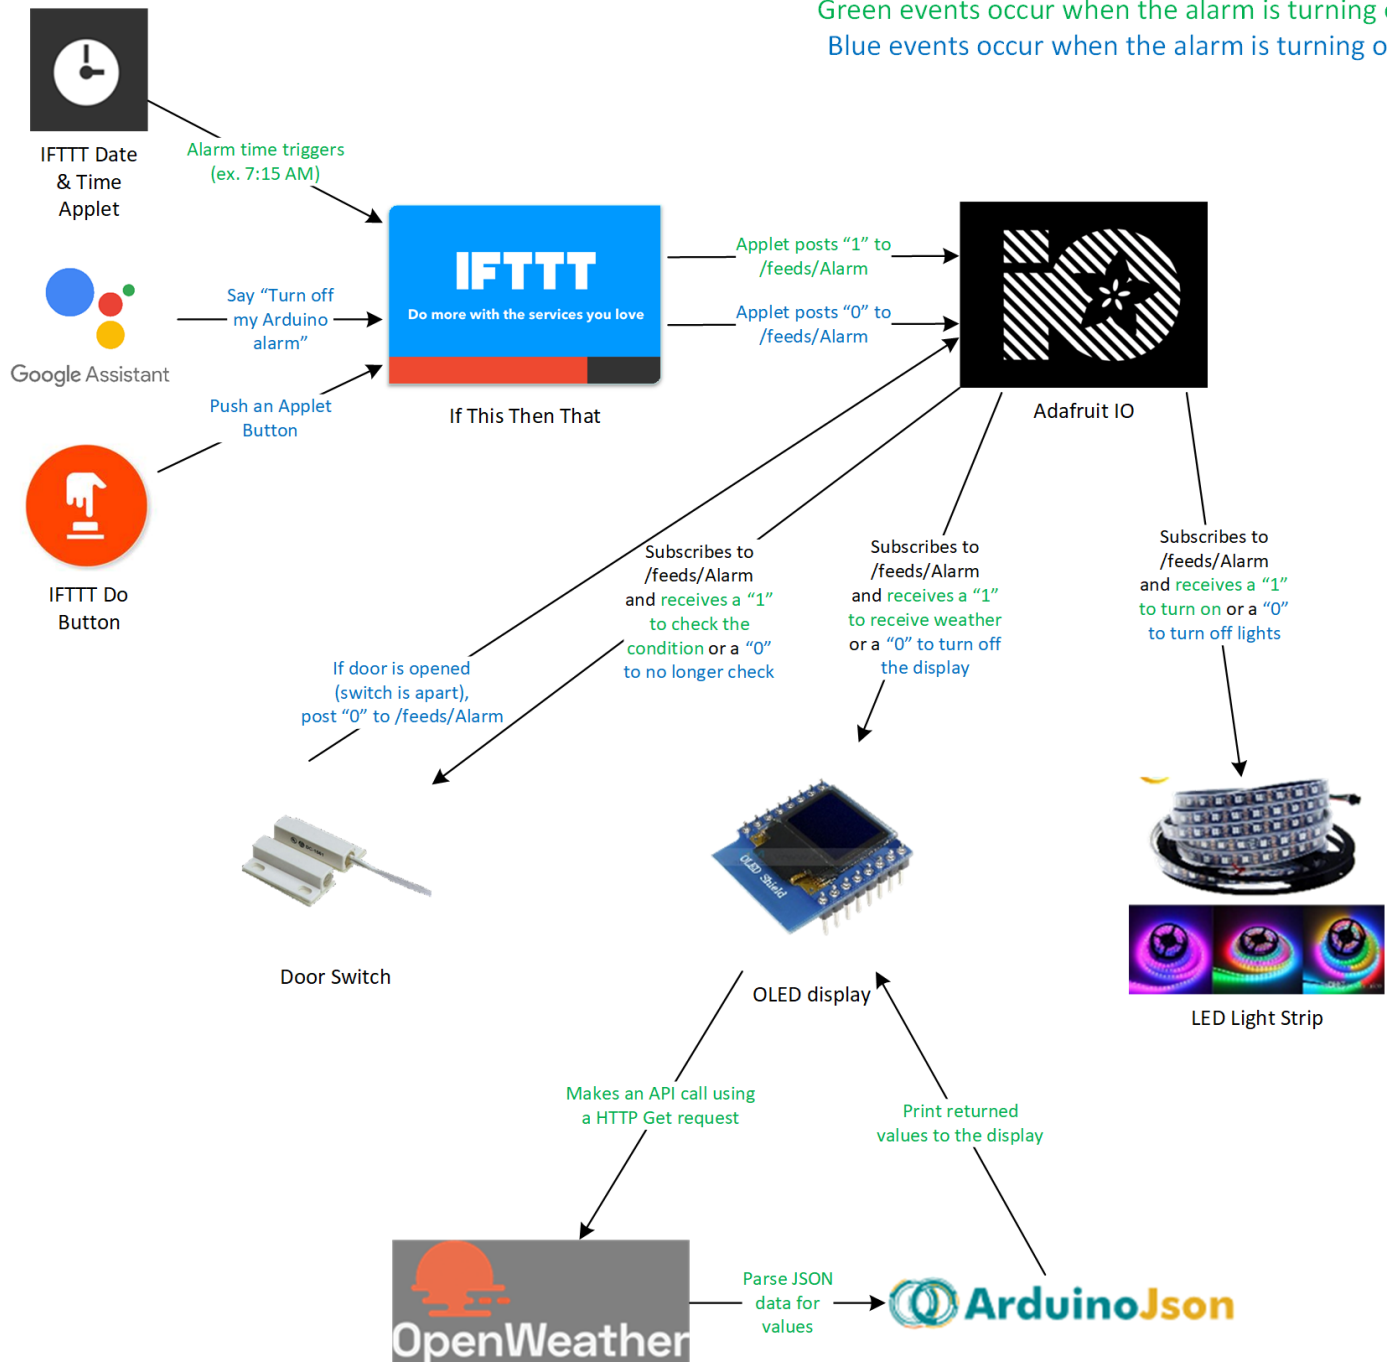 Green events occur when the alarm is turning
Blue events occur when the alarm is turning
IFTTT Date
& Time
Applet
Alarm time triggers
(ex. 7:15 AM)
Google Assistant
Say “Turn off
my Arduino
alarm”
Push an Applet
Button
IFTTT Do
Button
IFTTT
Do more with the services you love
If This Then That
Applet posts “1” to
/feeds/Alarm
Applet posts “0” to
/feeds/Alarm
iO
Adafruit IO
If door is opened
(switch is apart),
post “0” to /feeds/Alarm
Subscribes to
/feeds/Alarm
and receives a “1”
to check the
condition or a “0”
to no longer check
Subscribes to
/feeds/Alarm
and receives a “1”
to receive weather
or a “0” to turn off
the display
Subscribes to
/feeds/Alarm
and receives a “1”
to turn on or a “0”
to turn off lights
Door Switch
OLED Shield
OLED display
LED Light Strip
Makes an API call using
a HTTP Get request
Print returned
values to the display
OpenWeather
Parse JSON
data for
values
ArduinoJson